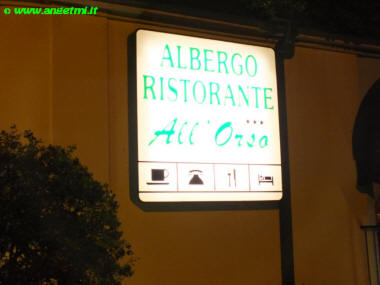 © www.angetmi.it
ALBERGO
RISTORANTE
***
All'Orso